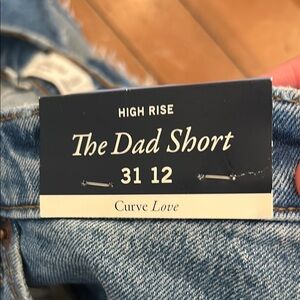 HIGH RISE
The Dad Short
31 12
Curve Love